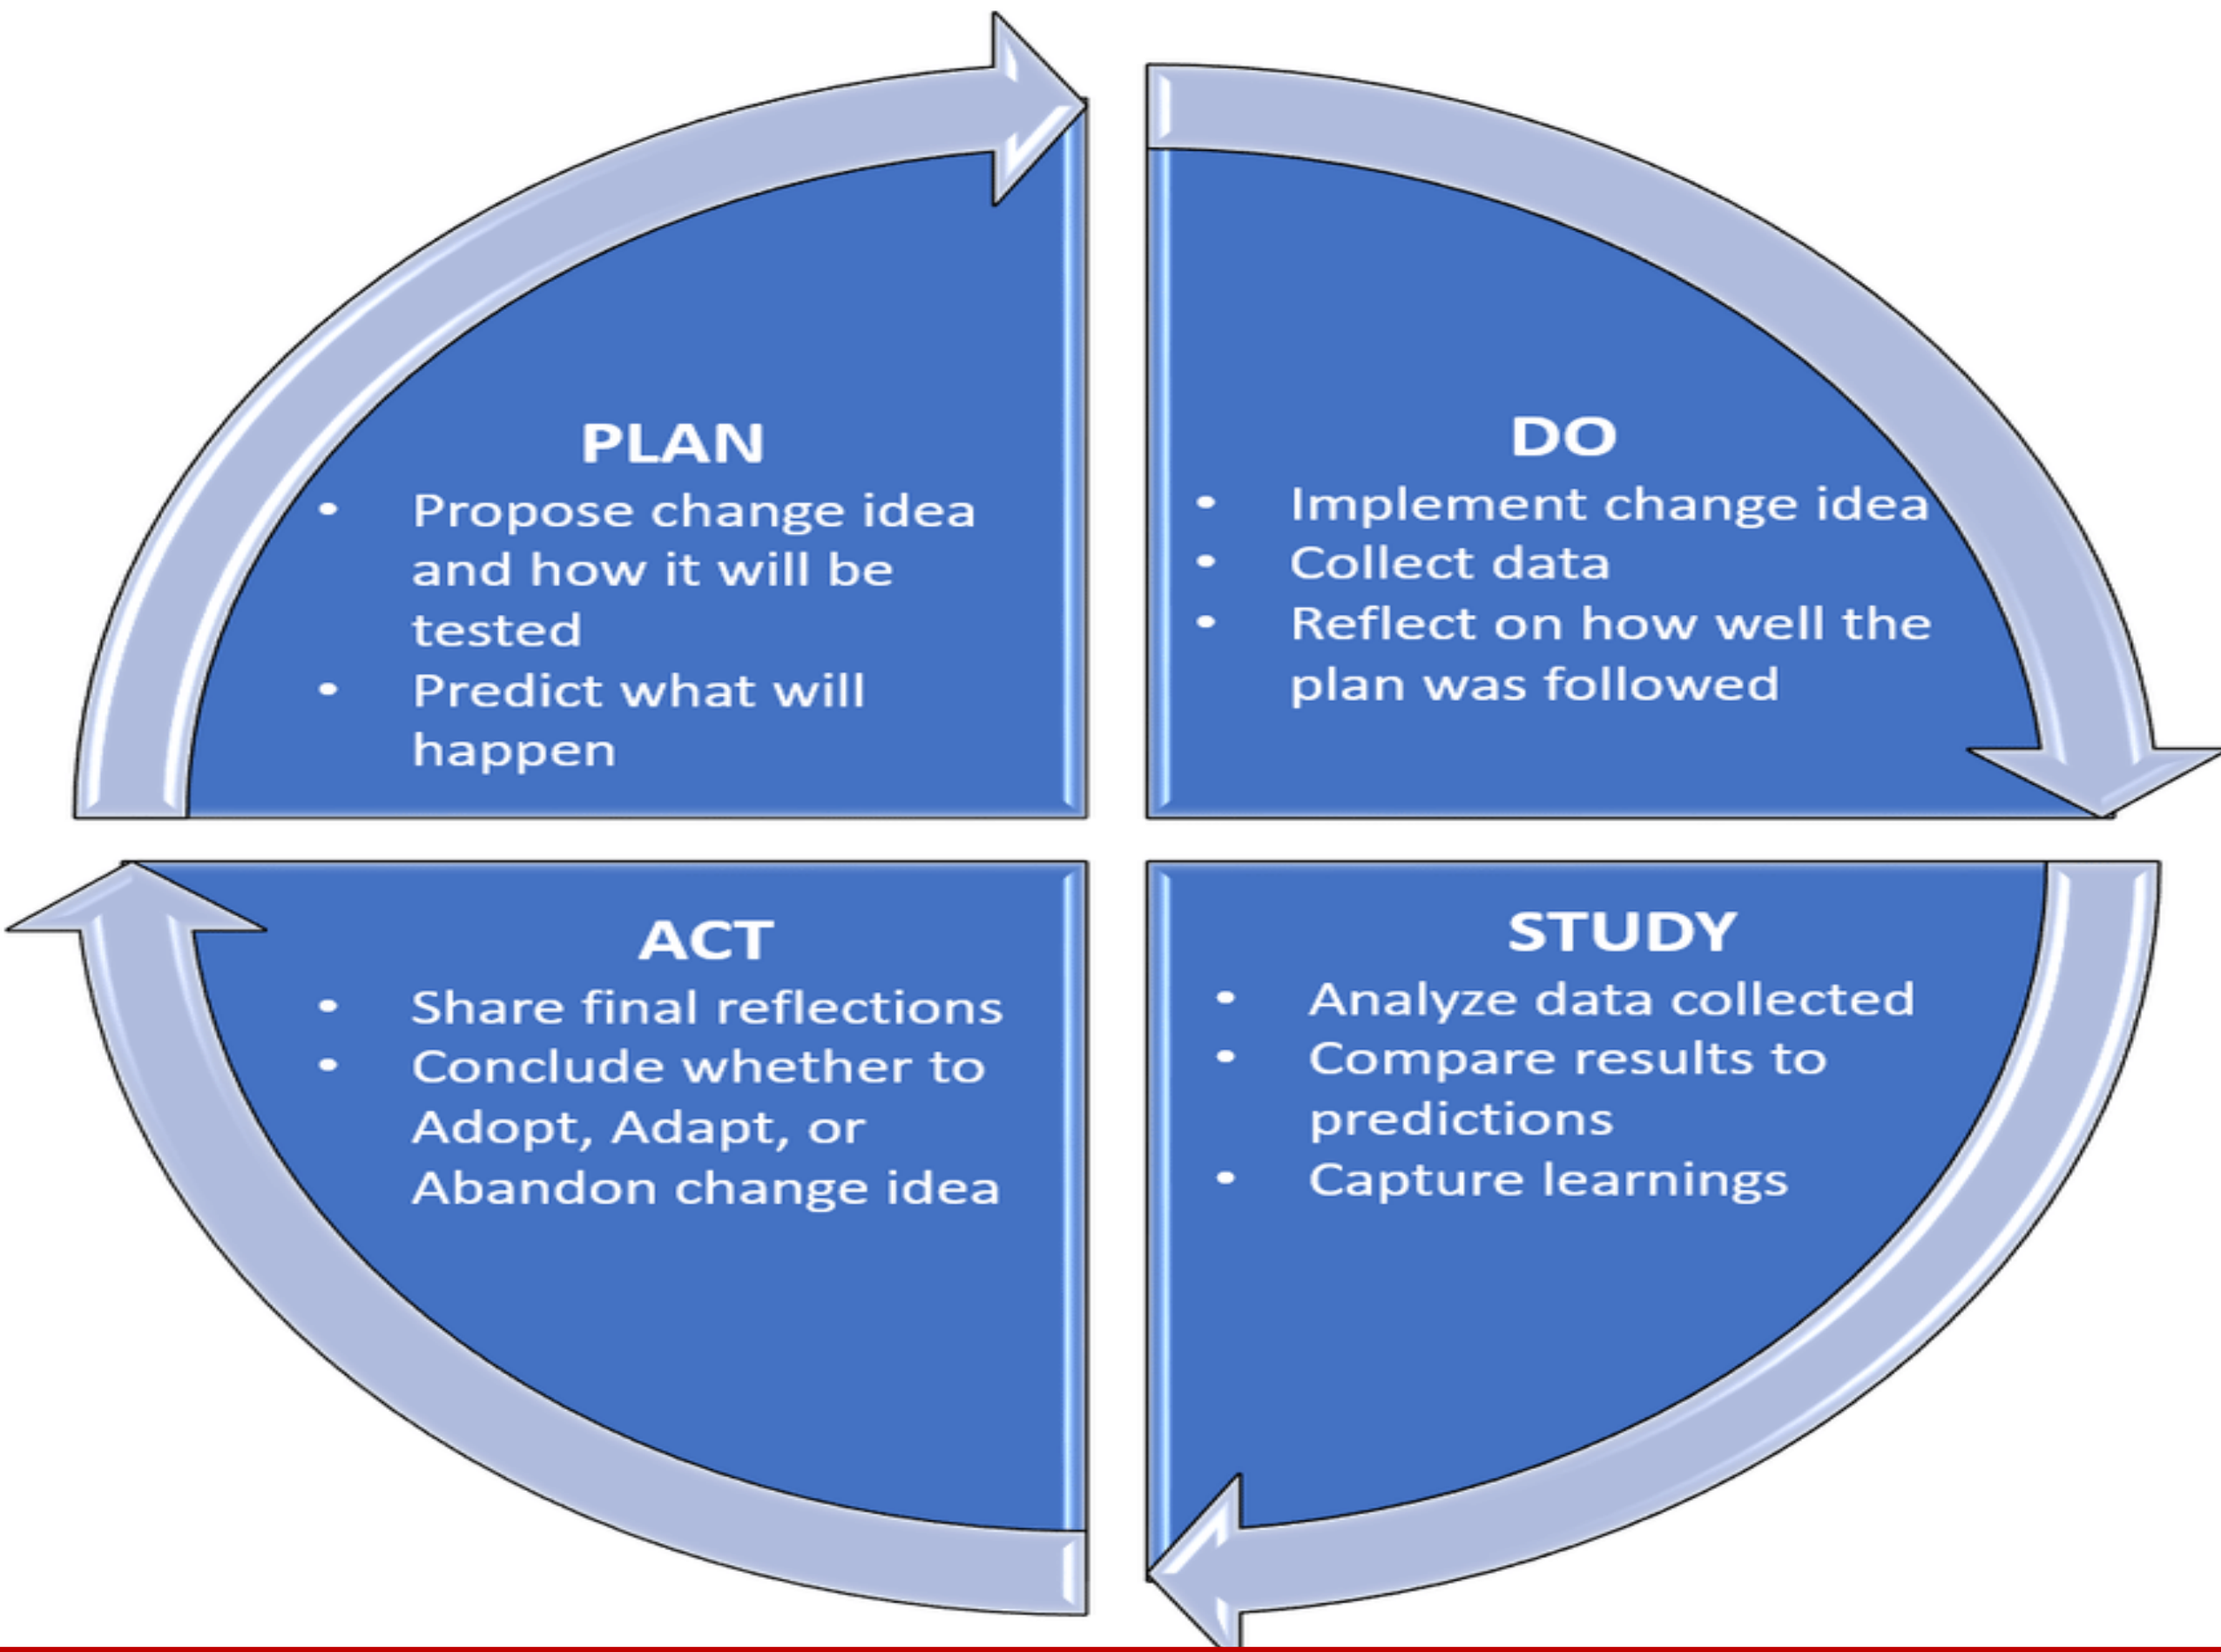 PLAN
• Propose change idea
and how it will be
tested
• Predict what will
happen
DO
• Implement change idea
• Collect data
• Reflect on how well the
plan was followed
ACT
• Share final reflections
• Conclude whether to
Adopt, Adapt, or
Abandon change idea
STUDY
• Analyze data collected
• Compare results to
predictions
• Capture learnings